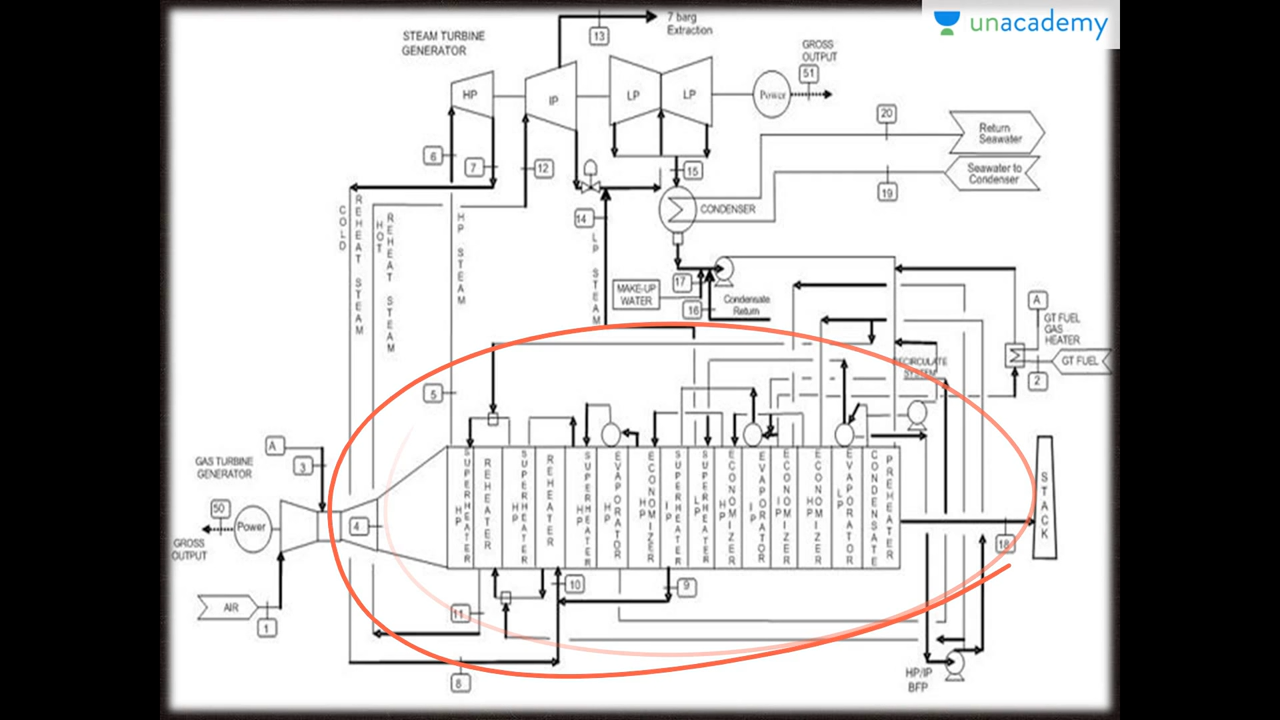 unacademy
STEAM TURBINE
GENERATOR
13
7 barg
Extraction
GROSS
OUTPUT
51
HP
IP
LP
LP
Power
20
Return
Seawater
6
7
12
15
Seawater to
Condenser
19
COLD
REHEAT STEAM
HOT
REHEAT STEAM
HP STEAM
14
LP STEAM
CONDENSER
MAKE-UP
WATER
17
16
Condensate
Return
A
GT FUEL
GAS
HEATER
GT FUEL
2
RECIRCULATE
SYSTEM
5
A
3
GAS TURBINE
GENERATOR
50
Power
GROSS
OUTPUT
4
AIR
1
SUPERHEATER
HP
REHEATER
SUPERHEATER
HP
REHEATER
SUPERHEATER
HP
EVAPORATOR
HP
ECONOMIZER
HP
SUPERHEATER
IP
SUPERHEATER
LP
ECONOMIZER
HP
EVAPORATOR
IP
ECONOMIZER
IP
ECONOMIZER
HP
EVAPORATOR
LP
CONDENSATE
PREHEATER
STACK
18
10
9
11
8
HP/IP
BFP